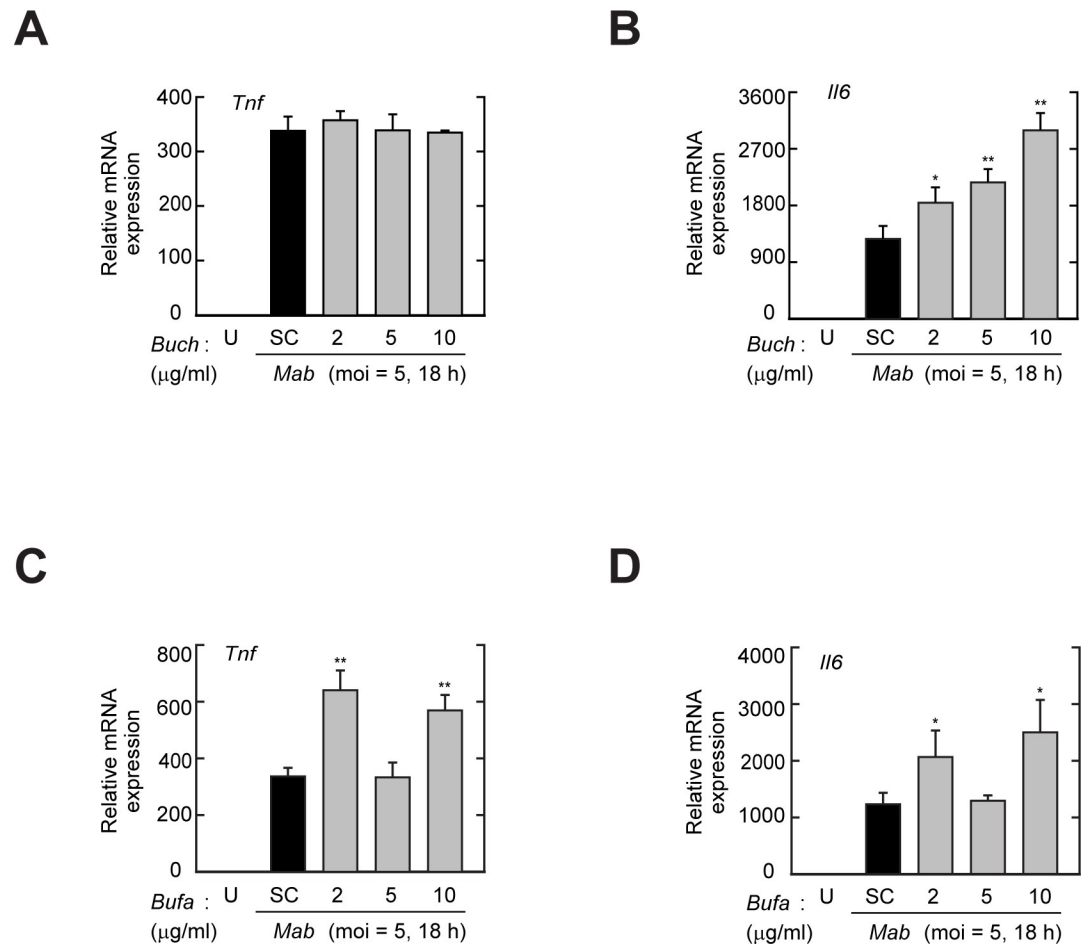 A
Tnf
Relative mRNA
expression
400
300
200
100
0
Buch : U SC 2 5 10
(μg/ml) Mab (moi = 5, 18 h)
B
Il6
Relative mRNA
expression
3600
2700
1800
900
0
* ** **
Buch : U SC 2 5 10
(μg/ml) Mab (moi = 5, 18 h)
C
Tnf
Relative mRNA
expression
800
600
400
200
0
** **
Bufa : U SC 2 5 10
(μg/ml) Mab (moi = 5, 18 h)
D
Il6
Relative mRNA
expression
4000
3000
2000
1000
0
* *
Bufa : U SC 2 5 10
(μg/ml) Mab (moi = 5, 18 h)